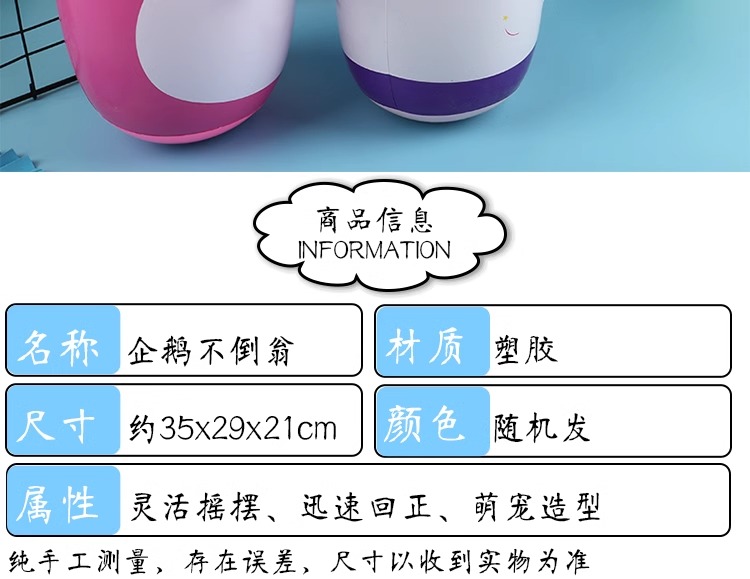 商品信息
INFORMATION
名称 企鹅不倒翁
材质 塑胶
尺寸 约35x29x21cm
颜色 随机发
属性 灵活摇摆、迅速回正、萌宠造型
纯手工测量，存在误差，尺寸以收到实物为准